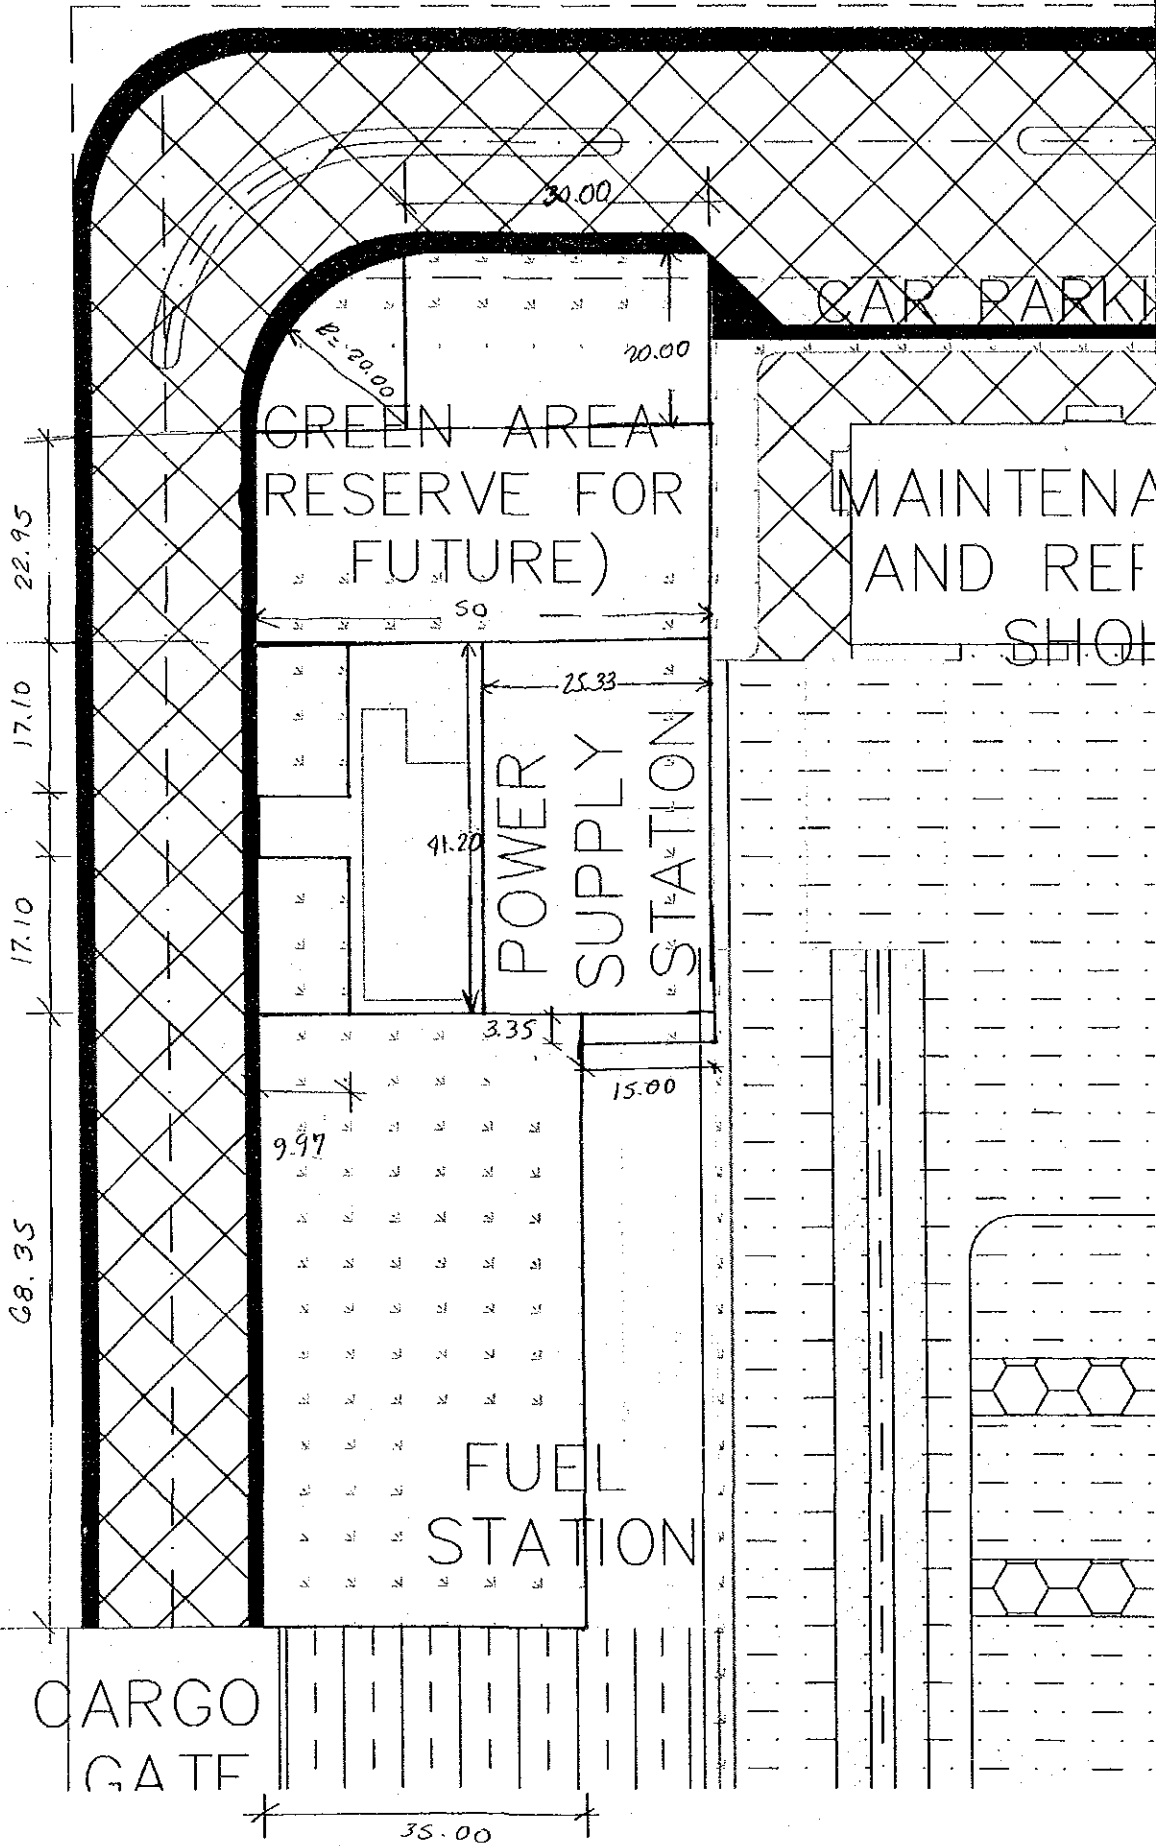 30.00
CAR PARKI
R=20.00
20.00
GREEN AREA
RESERVE FOR
FUTURE)
MAINTENA
AND REF
SHOI
22.95
50
17.10
25.33
POWER
SUPPLY
STATION
41.20
17.10
3.35
15.00
9.97
68.35
FUEL
STATION
CARGO
GATE
35.00